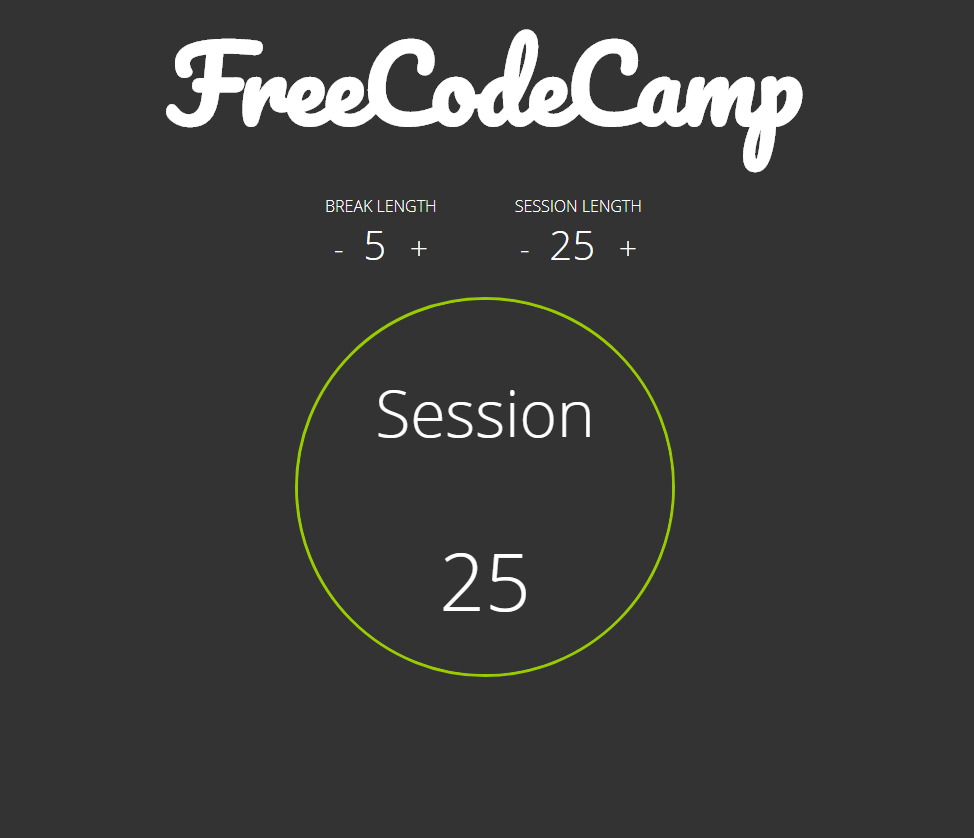 FreeCodeCamp
BREAK LENGTH SESSION LENGTH
- 5 + - 25 +
Session
25